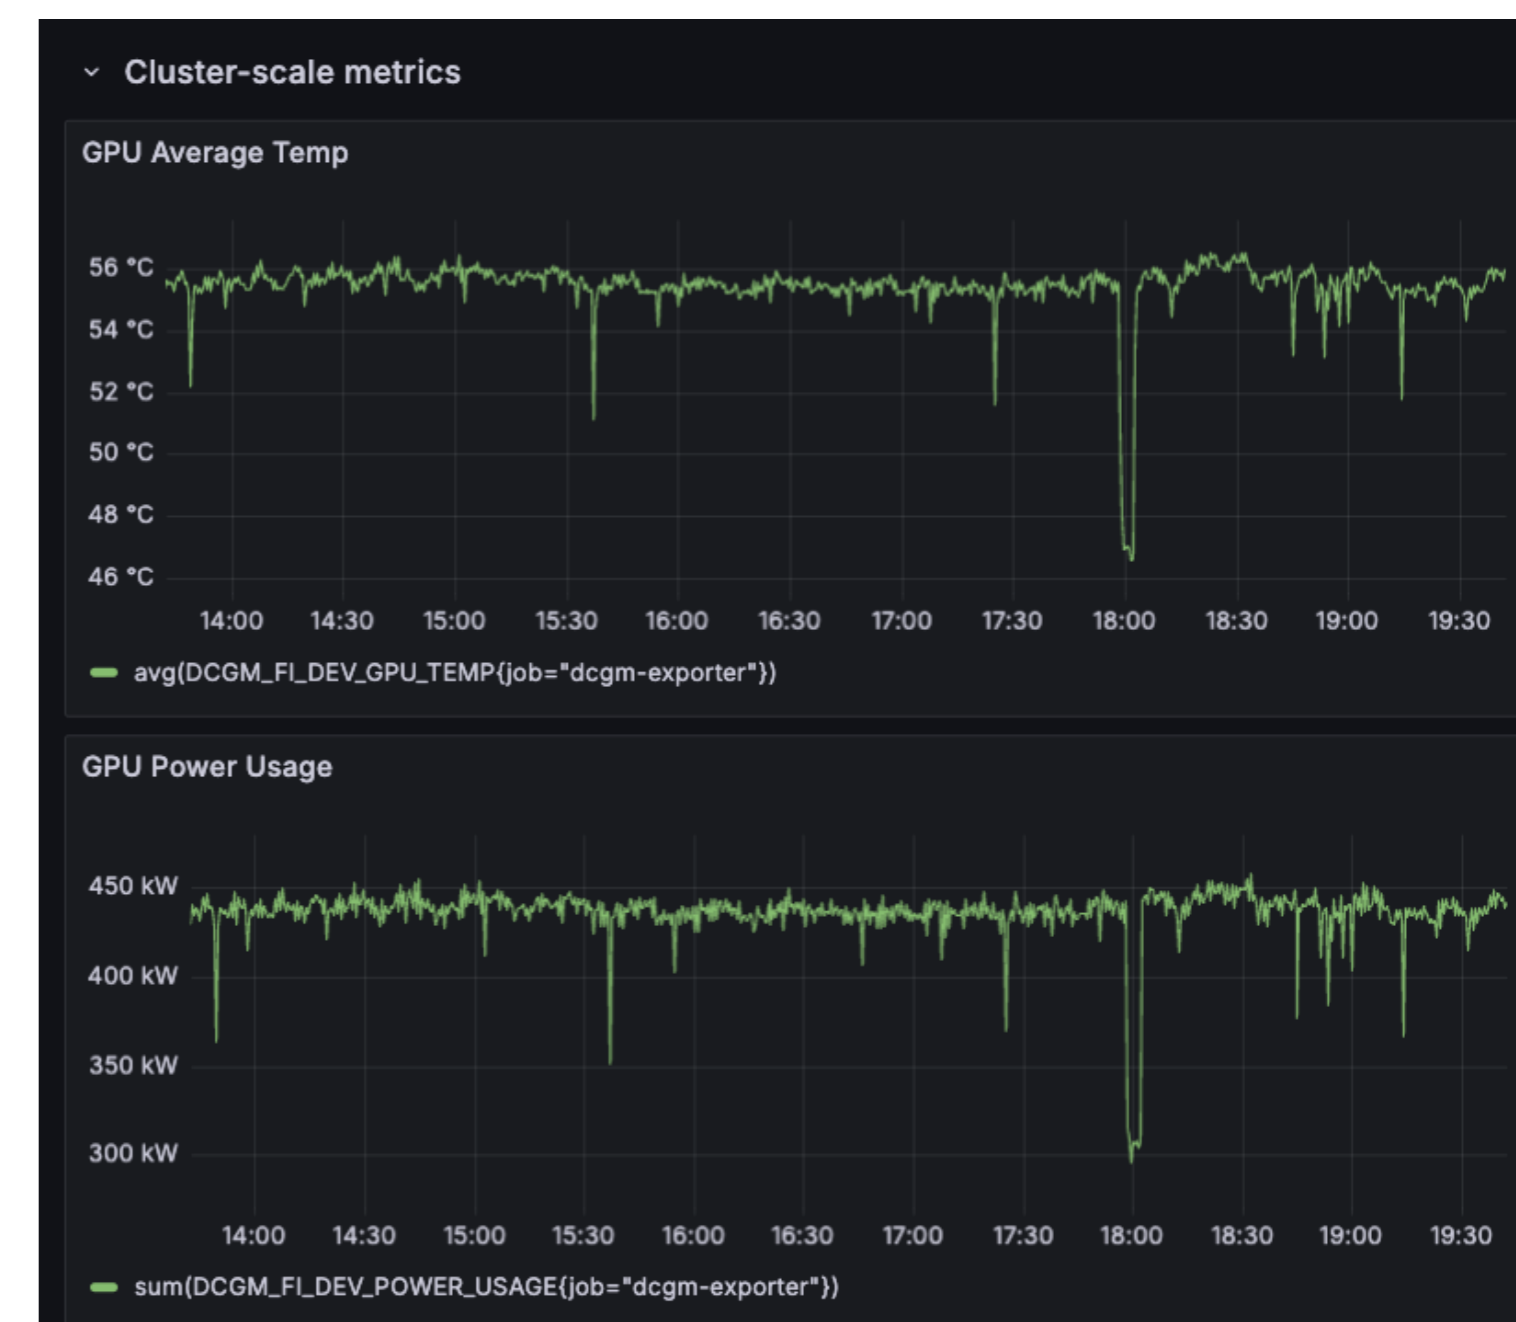 Cluster-scale metrics
GPU Average Temp
56 °C
54 °C
52 °C
50 °C
48 °C
46 °C
14:00 14:30 15:00 15:30 16:00 16:30 17:00 17:30 18:00 18:30 19:00 19:30
avg(DCGM_FI_DEV_GPU_TEMP{job="dcgm-exporter"})
GPU Power Usage
450 kW
400 kW
350 kW
300 kW
14:00 14:30 15:00 15:30 16:00 16:30 17:00 17:30 18:00 18:30 19:00 19:30
sum(DCGM_FI_DEV_POWER_USAGE{job="dcgm-exporter"})